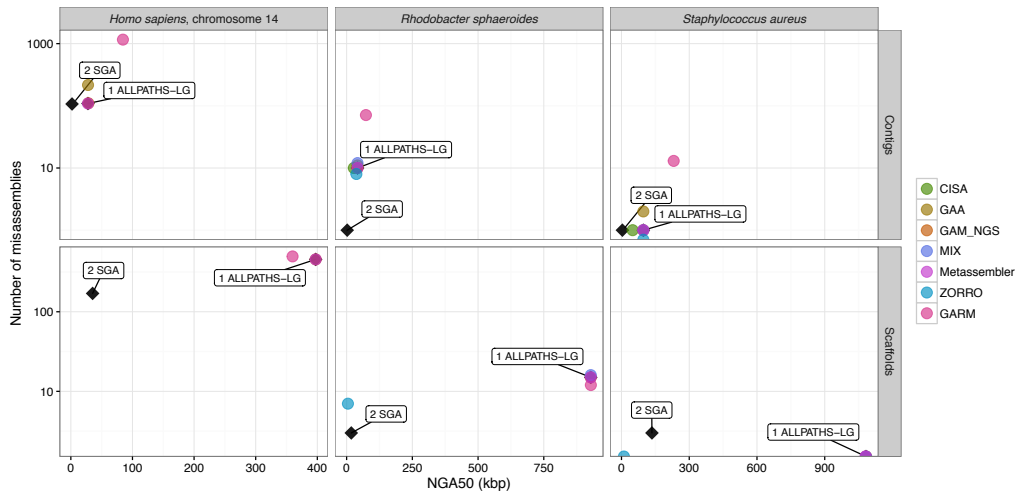 Homo sapiens, chromosome 14
Rhodobacter sphaeroides
Staphylococcus aureus
Number of misassemblies
1000
10
2 SGA
1 ALLPATHS−LG
1 ALLPATHS−LG
2 SGA
2 SGA
1 ALLPATHS−LG
Contigs
100
10
2 SGA
1 ALLPATHS−LG
1 ALLPATHS−LG
2 SGA
2 SGA
1 ALLPATHS−LG
Scaffolds
0 100 200 300 400
0 250 500 750
0 300 600 900
NGA50 (kbp)
CISA
GAA
GAM_NGS
MIX
Metassembler
ZORRO
GARM